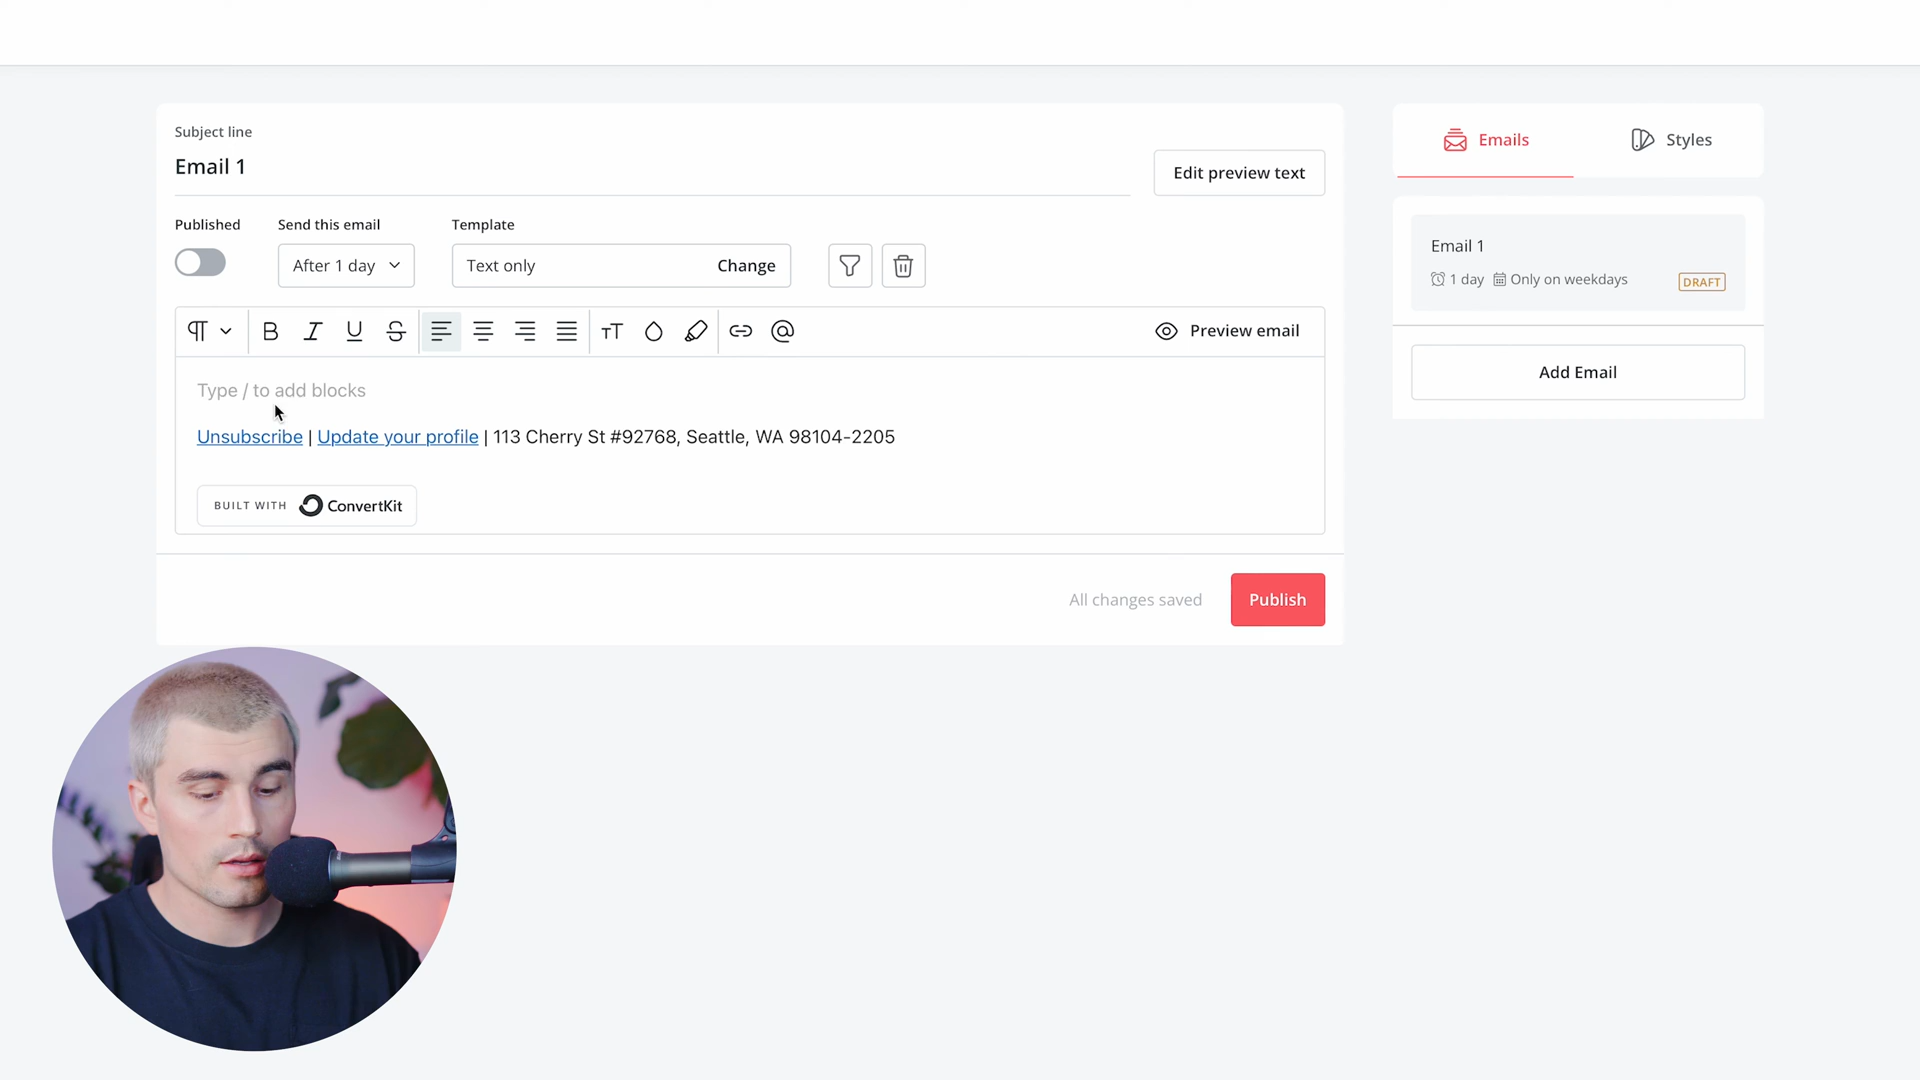 Subject line
Email 1
Edit preview text
Published
Send this email
Template
After 1 day
Text only
Change
Preview email
Type / to add blocks
Unsubscribe | Update your profile | 113 Cherry St #92768, Seattle, WA 98104-2205
BUILT WITH ConvertKit
All changes saved
Publish
Emails
Styles
Email 1
1 day Only on weekdays
DRAFT
Add Email